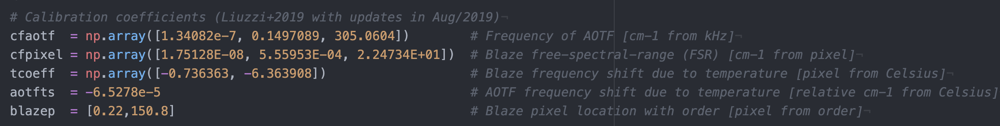 # Calibration coefficients (Liuzzi+2019 with updates in Aug/2019)¬
cfaotf  = np.array([1.34082e-7, 0.1497089, 305.0604])        # Frequency of AOTF [cm-1 from kHz]¬
cfpixel = np.array([1.75128E-08, 5.55953E-04, 2.24734E+01])  # Blaze free-spectral-range (FSR) [cm-1 from pixel]¬
tcoeff  = np.array([-0.736363, -6.363908])                   # Blaze frequency shift due to temperature [pixel from Celsius]¬
aotfts  = -6.5278e-5                                         # AOTF frequency shift due to temperature [relative cm-1 from Celsius]
blazep  = [0.22,150.8]                                       # Blaze pixel location with order [pixel from order]¬